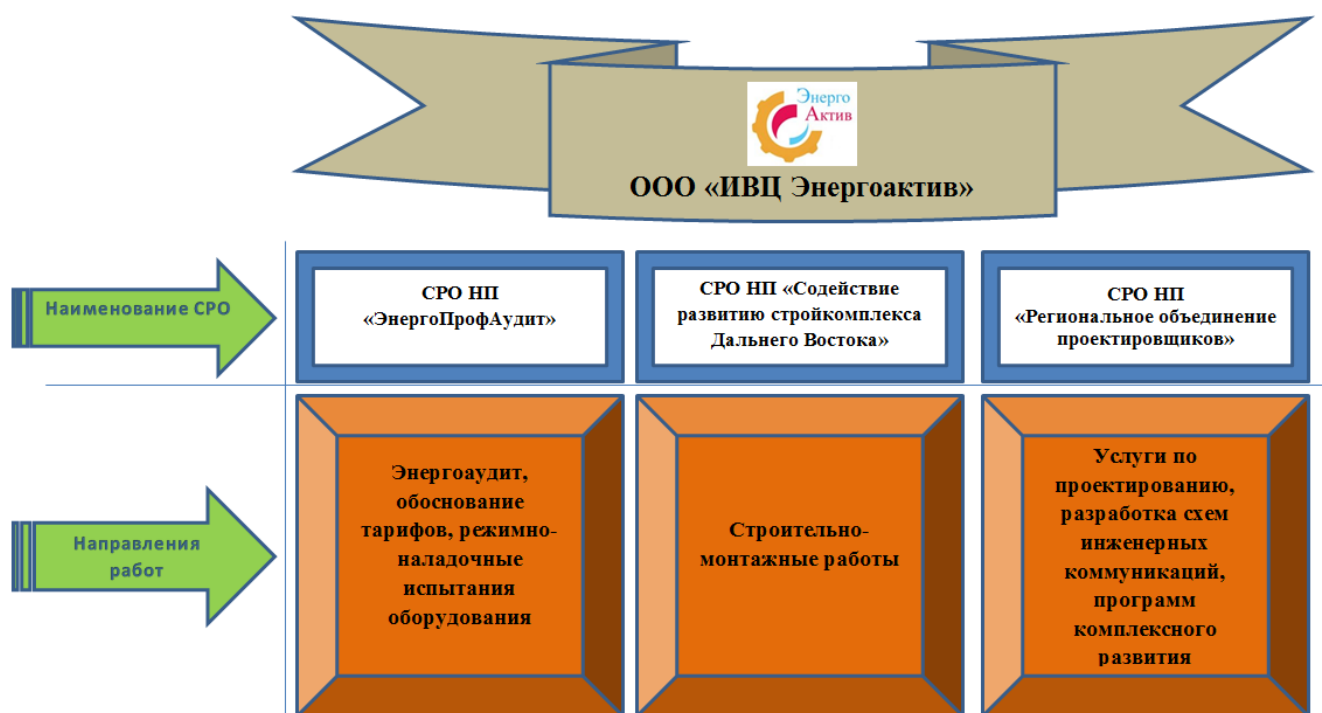 Энерго
Актив
ООО «ИВЦ Энергоактив»
Наименование СРО
СРО НП
«ЭнергоПрофАудит»
СРО НП «Содействие
развитию стройкомплекса
Дальнего Востока»
СРО НП
«Региональное объединение
проектировщиков»
Направления
работ
Энергоаудит,
обоснование
тарифов, режимно-
наладочные
испытания
оборудования
Строительно-
монтажные работы
Услуги по
проектированию,
разработка схем
инженерных
коммуникаций,
программ
комплексного
развития